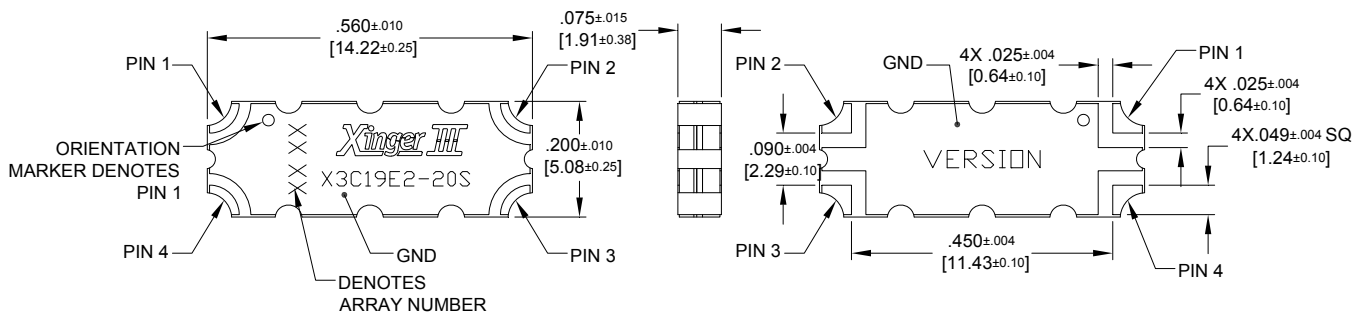 .560±.010
[14.22±0.25]
.075±.015
[1.91±0.38]
PIN 1
PIN 2
ORIENTATION
MARKER DENOTES
PIN 1
X X X X X
Xinger III
X3C19E2-20S
.200±.010
[5.08±0.25]
PIN 4
GND
PIN 3
DENOTES
ARRAY NUMBER
PIN 2
GND
4X .025±.004
[0.64±0.10]
PIN 1
4X .025±.004
[0.64±0.10]
.090±.004
[2.29±0.10]
VERSION
4X.049±.004 SQ
[1.24±0.10]
PIN 3
.450±.004
[11.43±0.10]
PIN 4